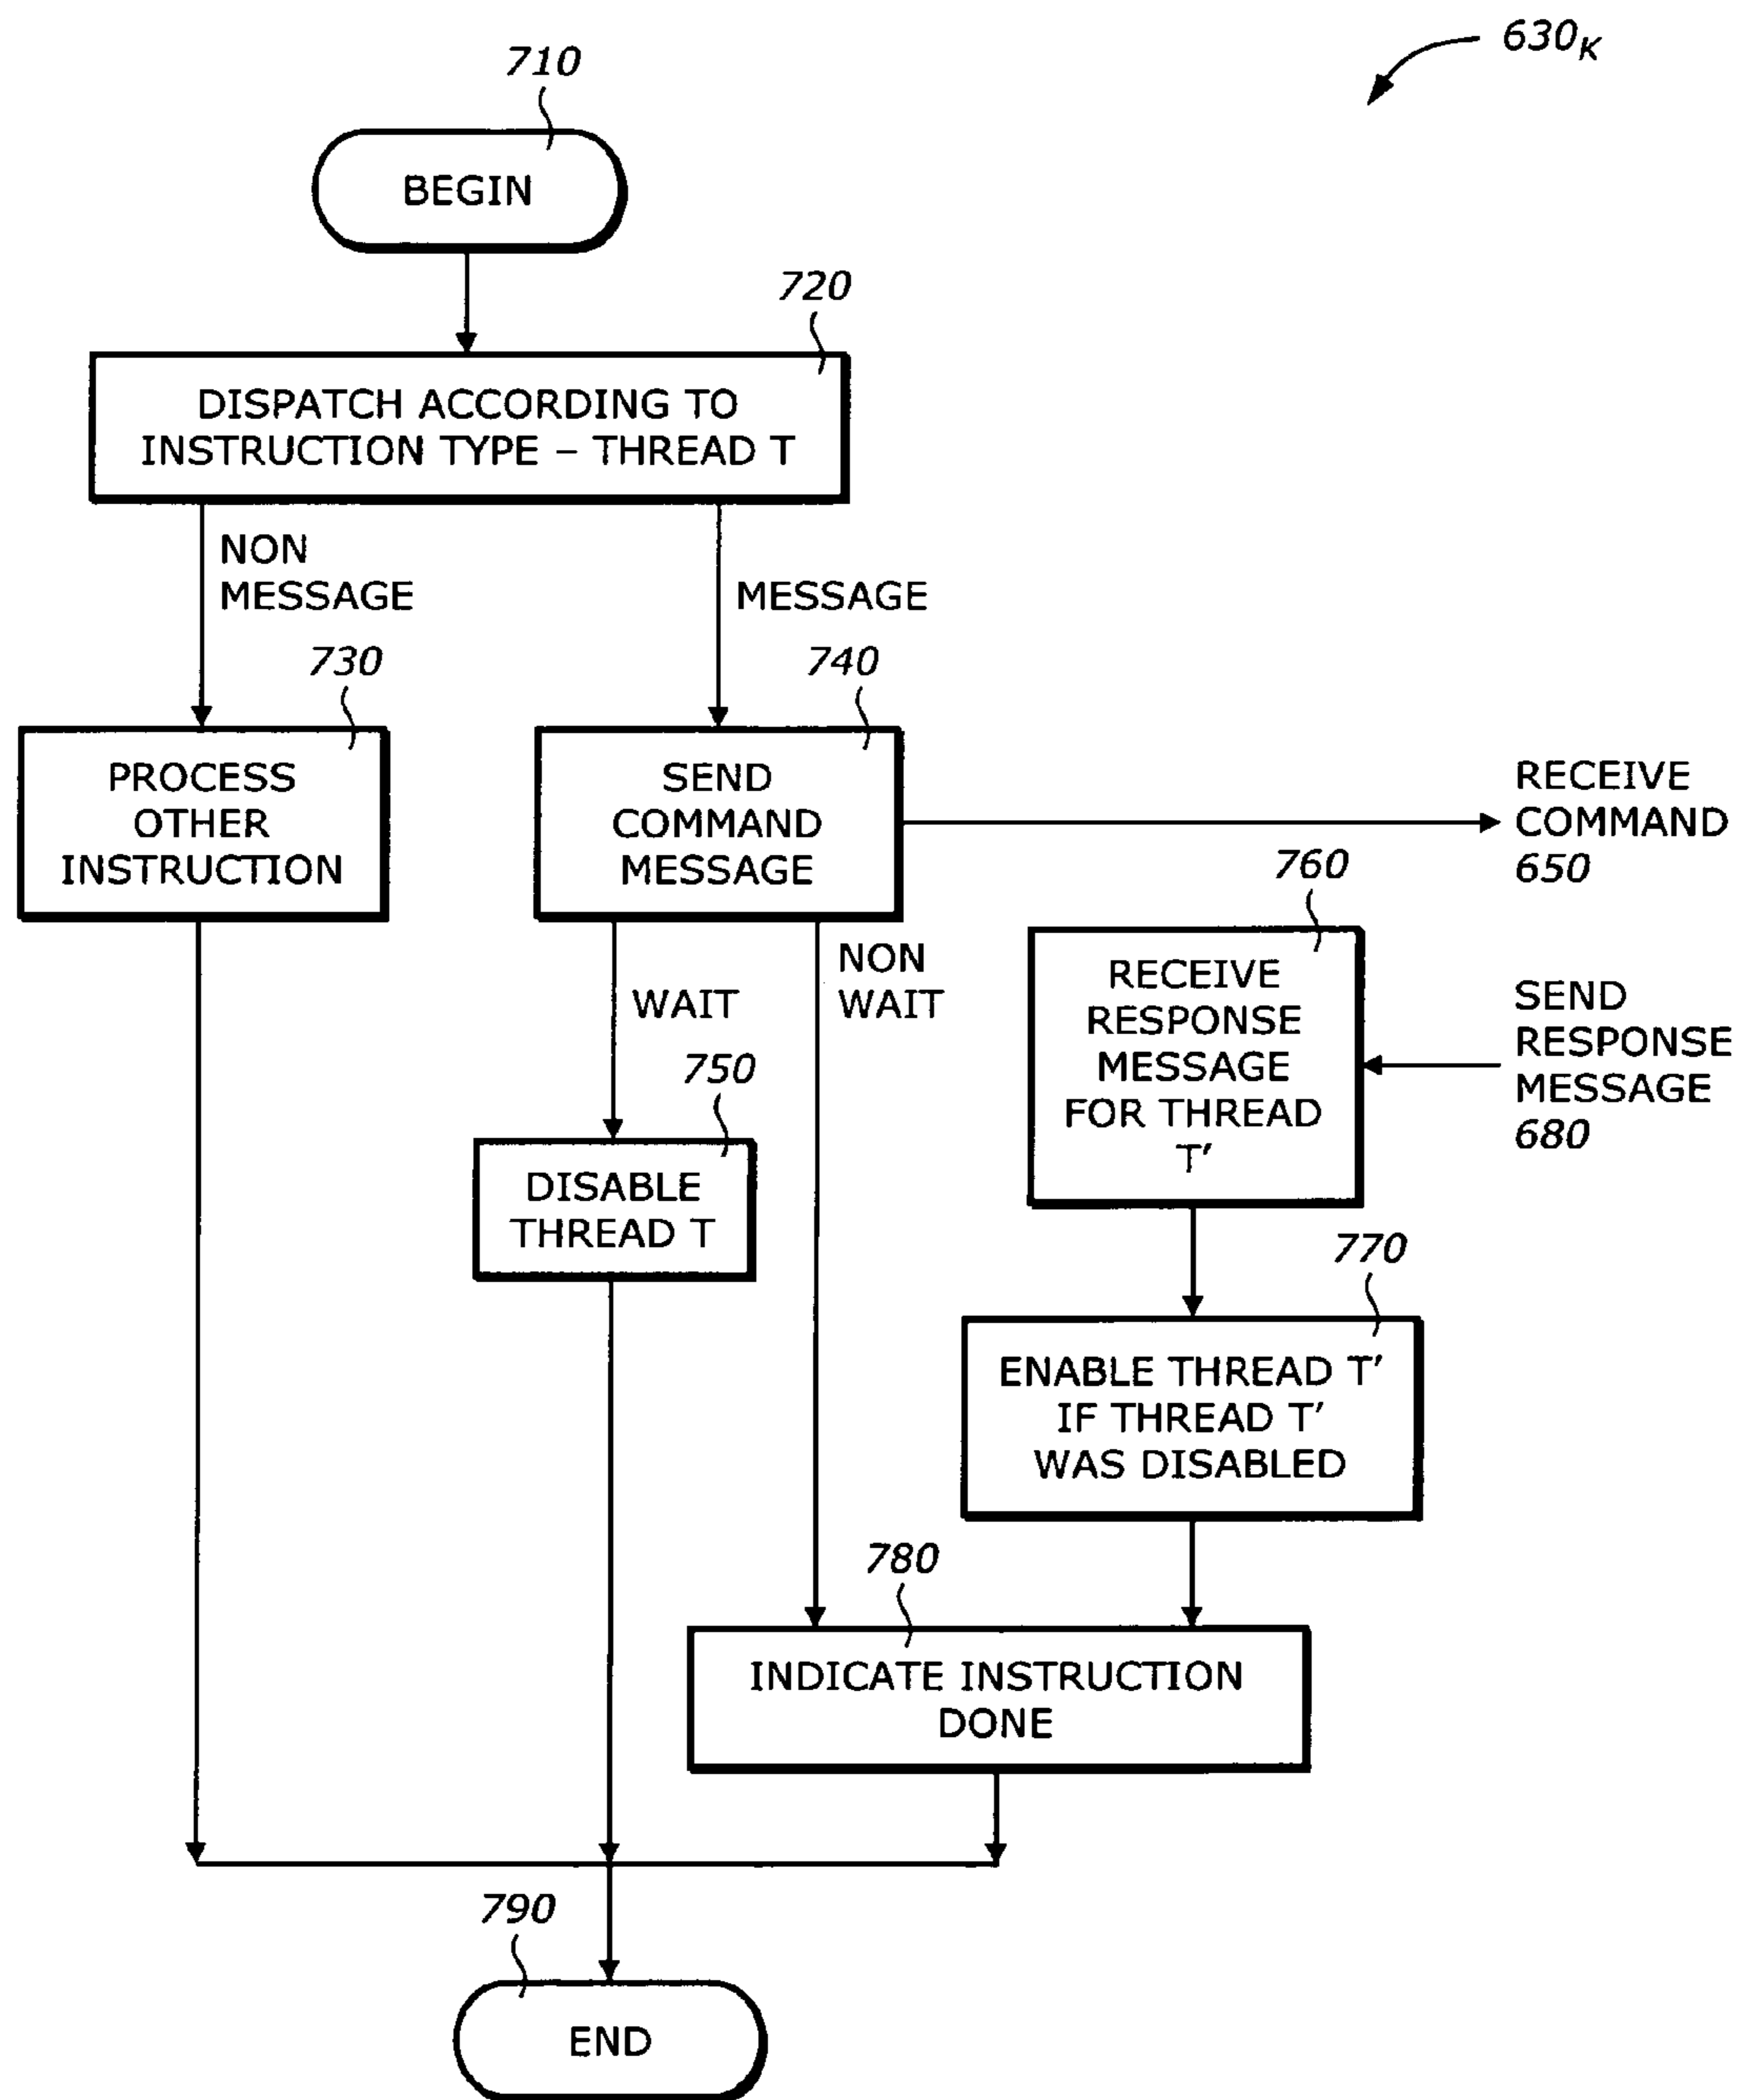 630K
710
BEGIN
720
DISPATCH ACCORDING TO
INSTRUCTION TYPE – THREAD T
NON
MESSAGE
MESSAGE
730
PROCESS
OTHER
INSTRUCTION
740
SEND
COMMAND
MESSAGE
RECEIVE
COMMAND
650
WAIT
NON
WAIT
750
DISABLE
THREAD T
760
RECEIVE
RESPONSE
MESSAGE
FOR THREAD
T'
SEND
RESPONSE
MESSAGE
680
770
ENABLE THREAD T'
IF THREAD T'
WAS DISABLED
780
INDICATE INSTRUCTION
DONE
790
END